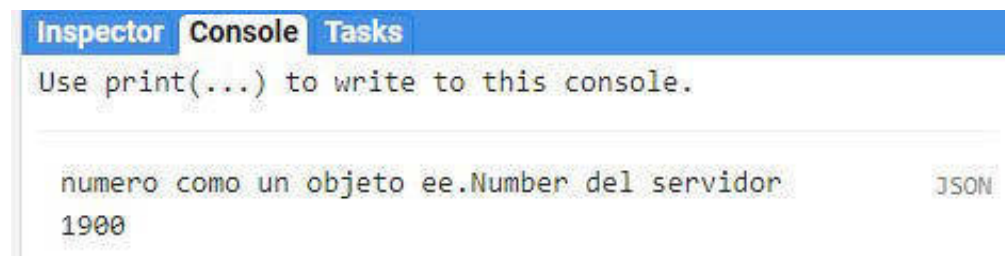 Inspector Console Tasks
Use print(...) to write to this console.
numero como un objeto ee.Number del servidor JSON
1900